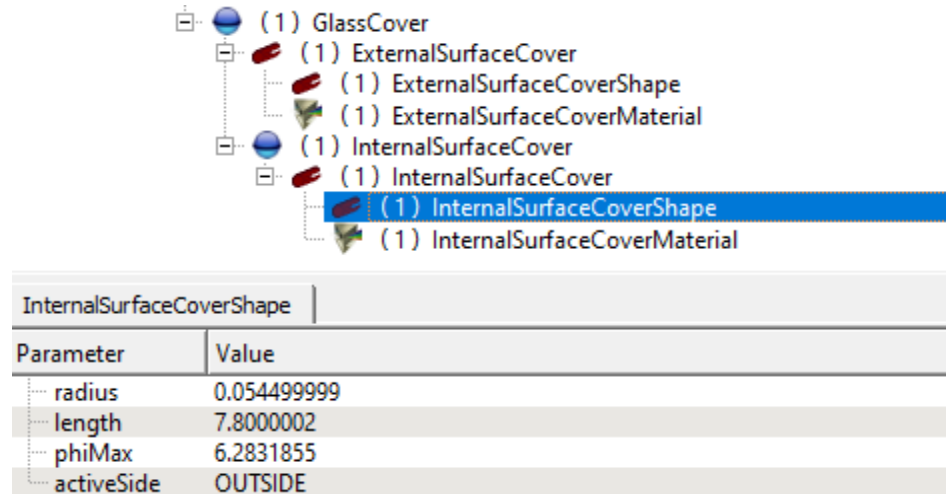 (1) GlassCover
(1) ExternalSurfaceCover
(1) ExternalSurfaceCoverShape
(1) ExternalSurfaceCoverMaterial
(1) InternalSurfaceCover
(1) InternalSurfaceCover
(1) InternalSurfaceCoverShape
(1) InternalSurfaceCoverMaterial
InternalSurfaceCoverShape
Parameter Value
radius 0.054499999
length 7.8000002
phiMax 6.2831855
activeSide OUTSIDE